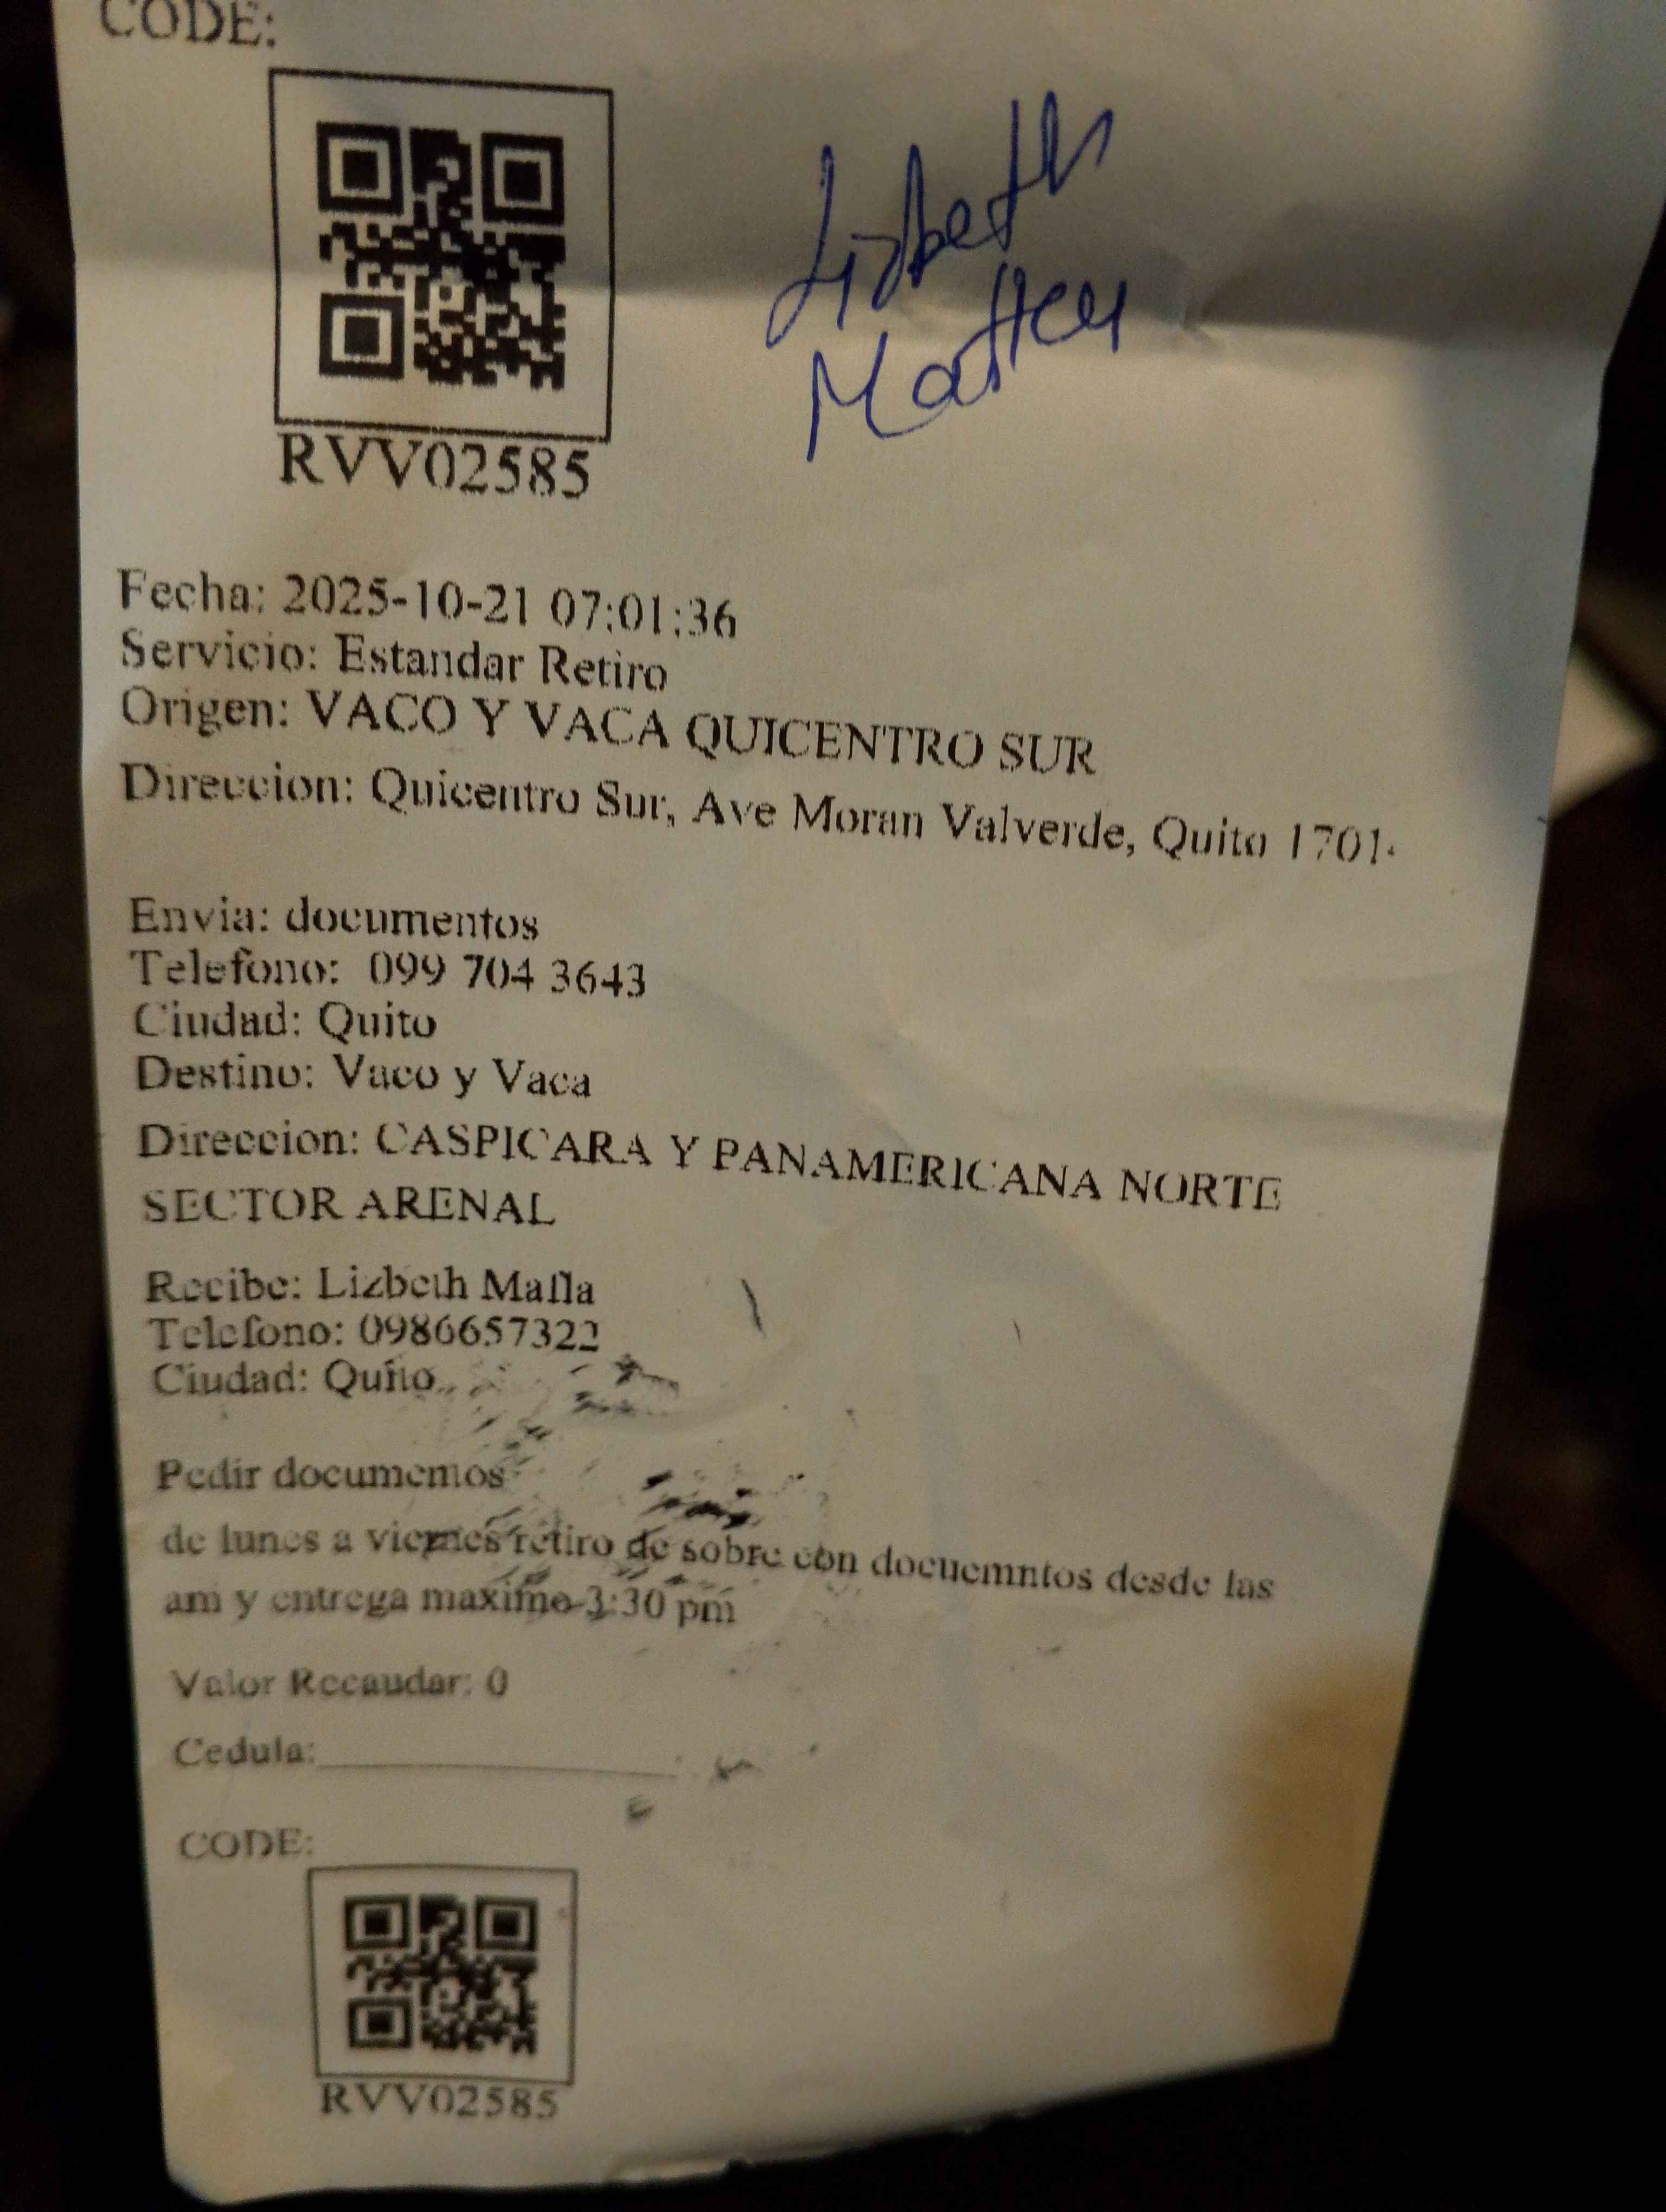 CODE:
Lizbeth
RVV02585
Fecha: 2025-10-21 07:01:36
Servicio: Estandar Retiro
Origen: VACO Y VACA QUICENTRO SUR
Direccion: Quicentro Sur, Ave Moran Valverde, Quito 1701
Envia: documentos
Telefono: 099 704 3643
Ciudad: Quito
Destino: Vaco y Vaca
Direccion: CASPICARA Y PANAMERICANA NORTE
SECTOR ARENAL
Recibe: Lizbeth Malla
Telefono: 0986657322
Ciudad: Quito
Pedir documentos
de lunes a viernes retiro de sobre con docuemntos desde las
am y entrega maximo 3:30 pm
Valor Recaudar: 0
Cedula:
CODE:
RVV02585